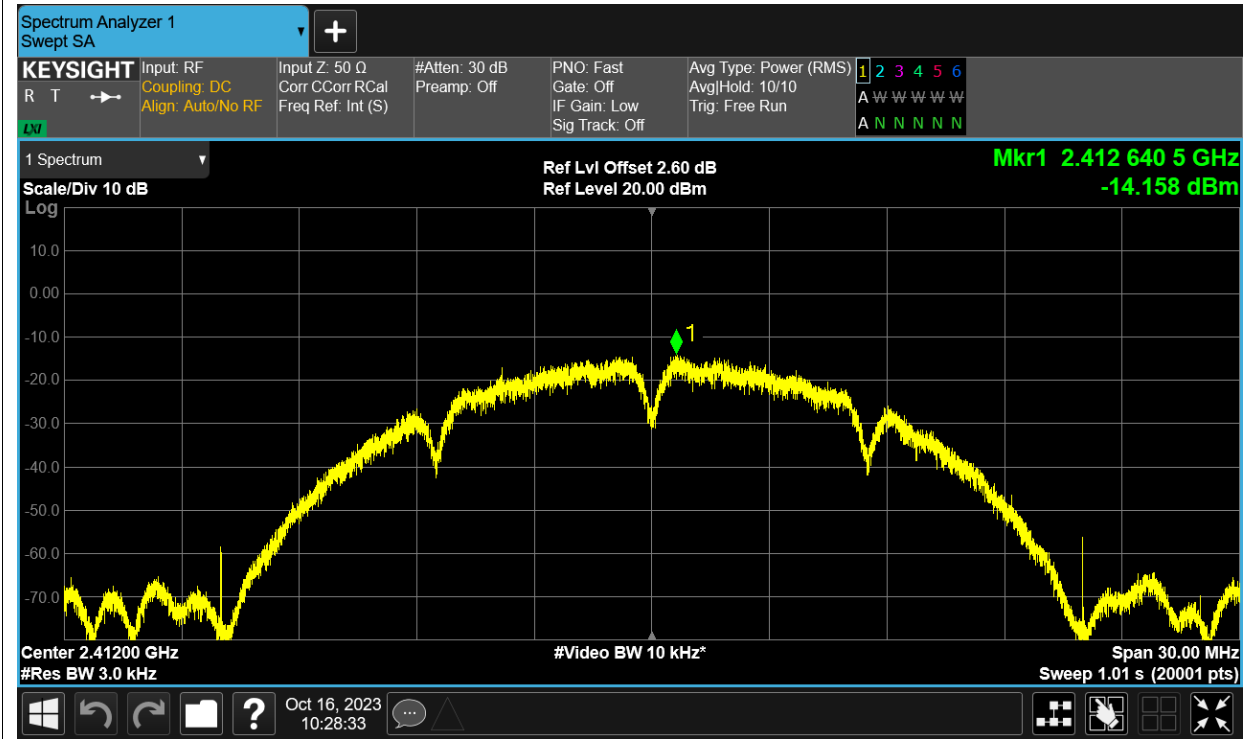 Spectrum Analyzer 1
Swept SA
KEYSIGHT
R T
LXI
Input: RF
Coupling: DC
Align: Auto/No RF
Input Z: 50 Ω
Corr CCorr RCal
Freq Ref: Int (S)
#Atten: 30 dB
Preamp: Off
PNO: Fast
Gate: Off
IF Gain: Low
Sig Track: Off
Avg Type: Power (RMS)
Avg|Hold: 10/10
Trig: Free Run
1 2 3 4 5 6
A W W W W W
A N N N N N
1 Spectrum
Scale/Div 10 dB
Log
Ref Lvl Offset 2.60 dB
Ref Level 20.00 dBm
Mkr1 2.412 640 5 GHz
-14.158 dBm
10.0
0.00
-10.0
-20.0
-30.0
-40.0
-50.0
-60.0
-70.0
1
Center 2.41200 GHz
#Res BW 3.0 kHz
#Video BW 10 kHz*
Span 30.00 MHz
Sweep 1.01 s (20001 pts)
?
Oct 16, 2023
10:28:33